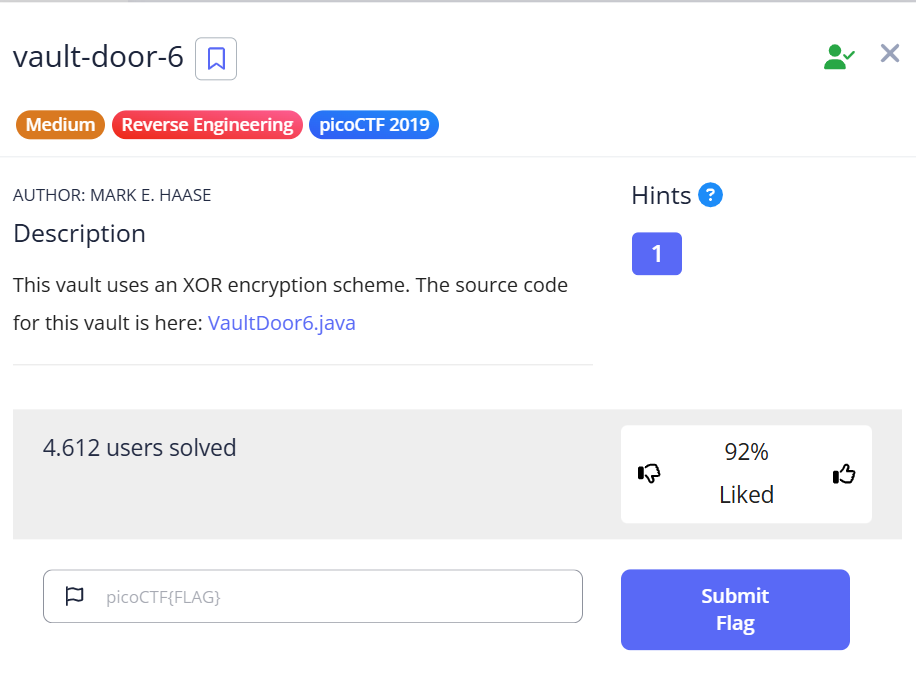 vault-door-6
Medium Reverse Engineering picoCTF 2019
AUTHOR: MARK E. HAASE
Description
This vault uses an XOR encryption scheme. The source code
for this vault is here: VaultDoor6.java
Hints ?
1
4.612 users solved
92%
Liked
picoCTF{FLAG}
Submit
Flag